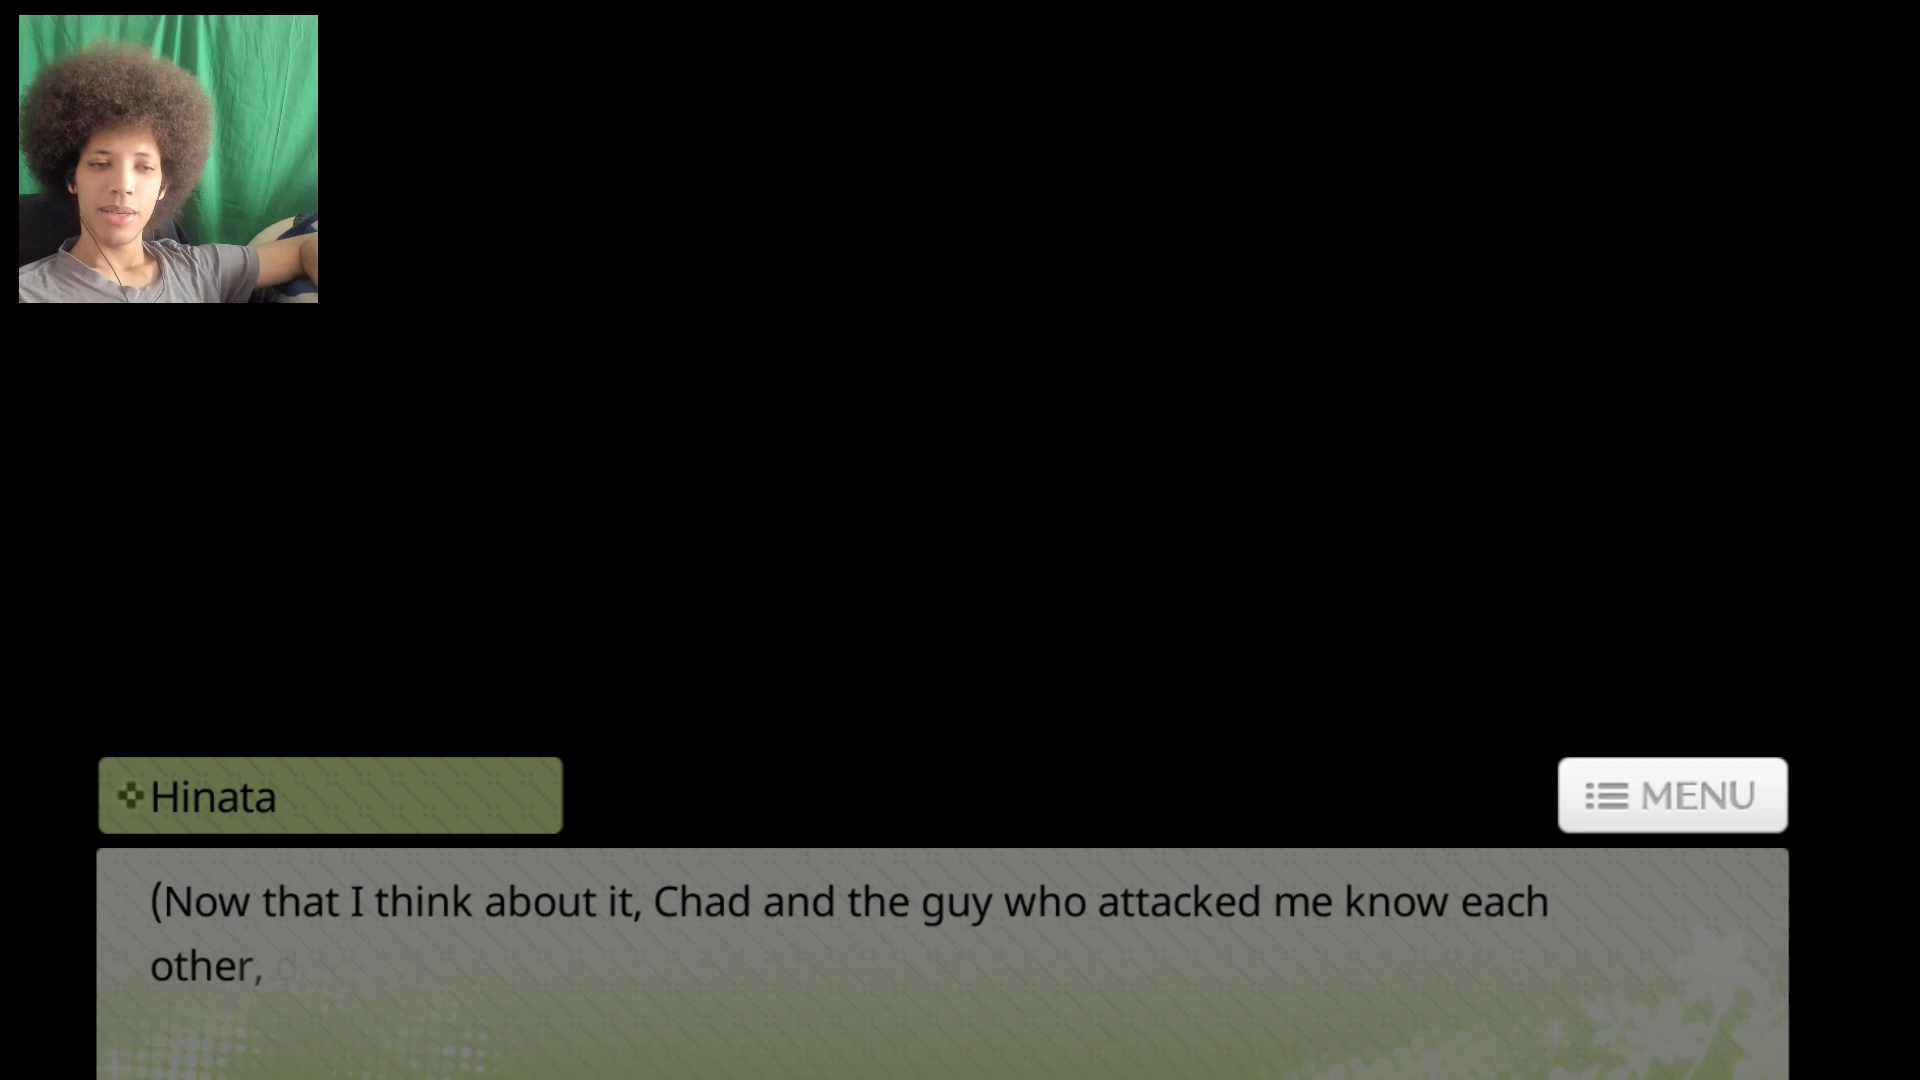 Hinata
MENU
(Now that I think about it, Chad and the guy who attacked me know each
other, d